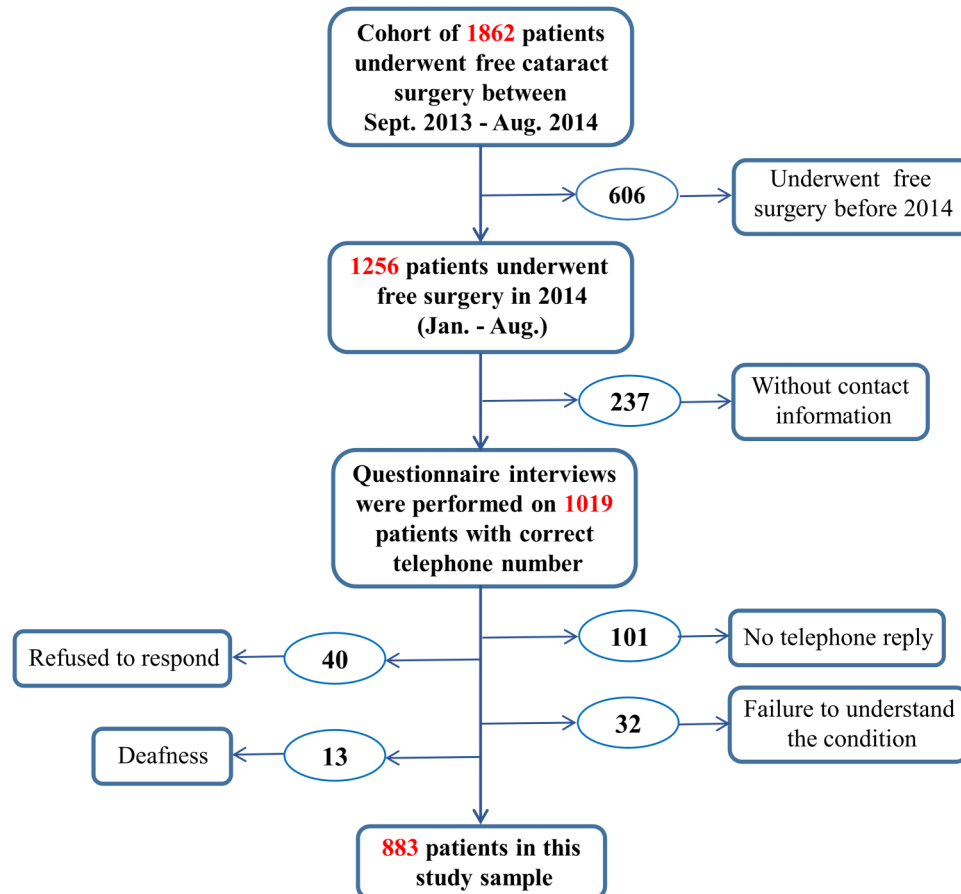 Cohort of 1862 patients
underwent free cataract
surgery between
Sept. 2013 - Aug. 2014
606
Underwent free
surgery before 2014
1256 patients underwent
free surgery in 2014
(Jan. - Aug.)
237
Without contact
information
Questionnaire interviews
were performed on 1019
patients with correct
telephone number
101
No telephone reply
Refused to respond
40
32
Failure to understand
the condition
Deafness
13
883 patients in this
study sample